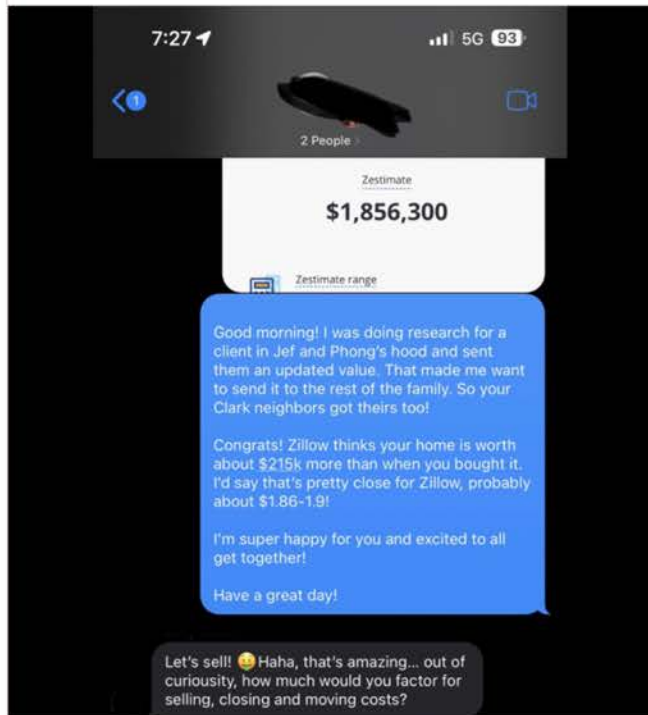 7:27
5G 93
1
2 People
Zestimate
$1,856,300
Zestimate range
Good morning! I was doing research for a
client in Jef and Phong's hood and sent
them an updated value. That made me want
to send it to the rest of the family. So your
Clark neighbors got theirs too!
Congrats! Zillow thinks your home is worth
about $215k more than when you bought it.
I'd say that's pretty close for Zillow, probably
about $1.86-1.9!
I'm super happy for you and excited to all
get together!
Have a great day!
Let's sell! 🤑 Haha, that's amazing... out of
curiousity, how much would you factor for
selling, closing and moving costs?